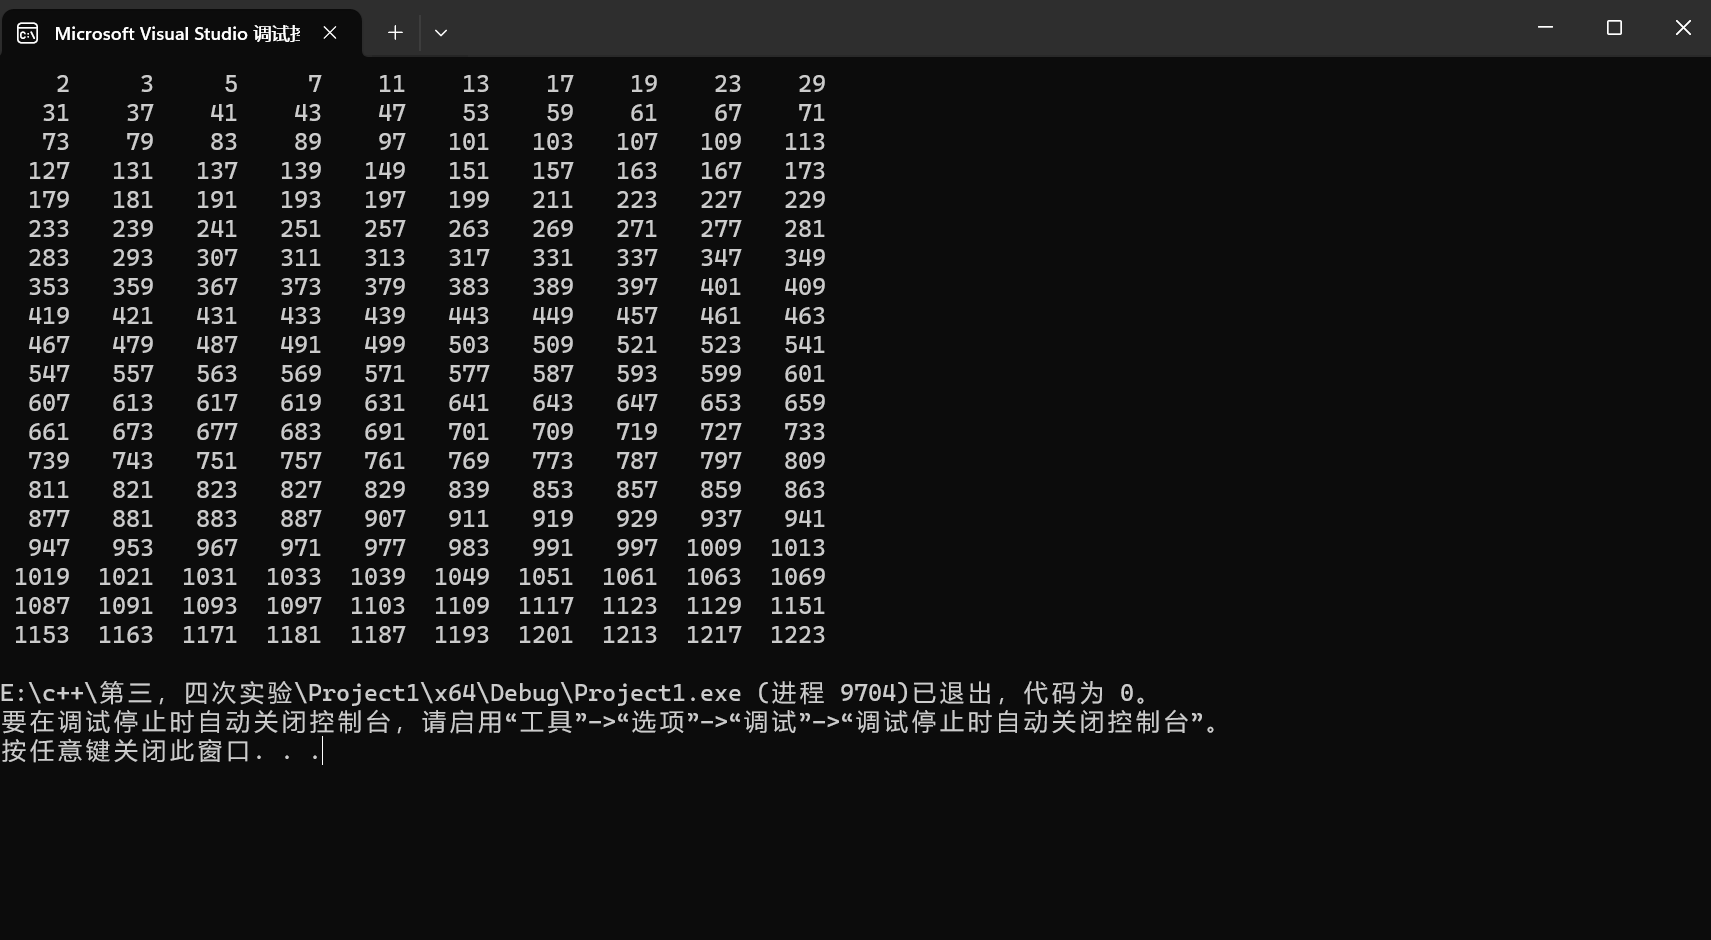 Microsoft Visual Studio 调试
2 3 5 7 11 13 17 19 23 29
31 37 41 43 47 53 59 61 67 71
73 79 83 89 97 101 103 107 109 113
127 131 137 139 149 151 157 163 167 173
179 181 191 193 197 199 211 223 227 229
233 239 241 251 257 263 269 271 277 281
283 293 307 311 313 317 331 337 347 349
353 359 367 373 379 383 389 397 401 409
419 421 431 433 439 443 449 457 461 463
467 479 487 491 499 503 509 521 523 541
547 557 563 569 571 577 587 593 599 601
607 613 617 619 631 641 643 647 653 659
661 673 677 683 691 701 709 719 727 733
739 743 751 757 761 769 773 787 797 809
811 821 823 827 829 839 853 857 859 863
877 881 883 887 907 911 919 929 937 941
947 953 967 971 977 983 991 997 1009 1013
1019 1021 1031 1033 1039 1049 1051 1061 1063 1069
1087 1091 1093 1097 1103 1109 1117 1123 1129 1151
1153 1163 1171 1181 1187 1193 1201 1213 1217 1223
E:\c++\第三，四次实验\Project1\x64\Debug\Project1.exe (进程 9704)已退出，代码为 0。
要在调试停止时自动关闭控制台，请启用“工具”->“选项”->“调试”->“调试停止时自动关闭控制台”。
按任意键关闭此窗口. . .